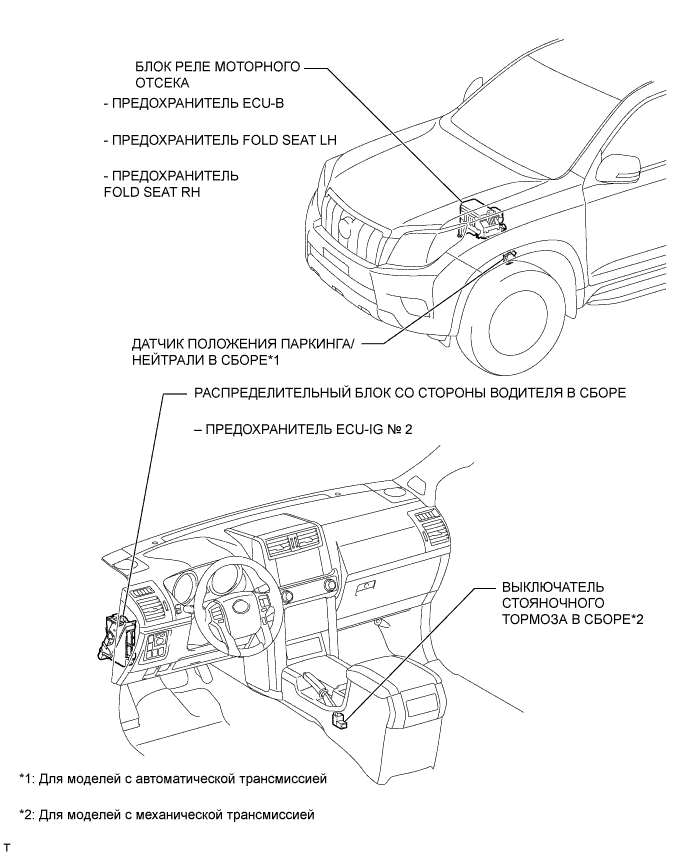 БЛОК РЕЛЕ МОТОРНОГО
ОТСЕКА
- ПРЕДОХРАНИТЕЛЬ ECU-B
- ПРЕДОХРАНИТЕЛЬ FOLD SEAT LH
- ПРЕДОХРАНИТЕЛЬ
FOLD SEAT RH
ДАТЧИК ПОЛОЖЕНИЯ ПАРКИНГА/
НЕЙТРАЛИ В СБОРЕ*1
РАСПРЕДЕЛИТЕЛЬНЫЙ БЛОК СО СТОРОНЫ ВОДИТЕЛЯ В СБОРЕ
– ПРЕДОХРАНИТЕЛЬ ECU-IG № 2
ВЫКЛЮЧАТЕЛЬ
СТОЯНОЧНОГО
ТОРМОЗА В СБОРЕ*2
*1: Для моделей с автоматической трансмиссией
*2: Для моделей с механической трансмиссией
T